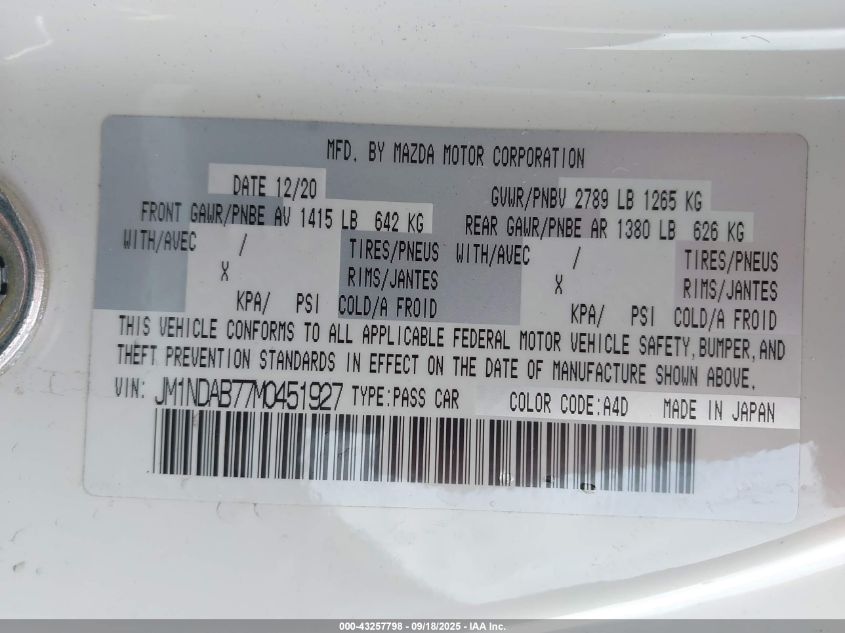 MFD. BY MAZDA MOTOR CORPORATION
DATE 12/20 GVWR/PNBV 2789 LB 1265 KG
FRONT GAWR/PNBE AV 1415 LB 642 KG REAR GAWR/PNBE AR 1380 LB 626 KG
WITH/AVEC / TIRES/PNEUS WITH/AVEC / TIRES/PNEUS
X RIMS/JANTES X RIMS/JANTES
KPA/ PSI COLD/A FROID KPA/ PSI COLD/A FROID
THIS VEHICLE CONFORMS TO ALL APPLICABLE FEDERAL MOTOR VEHICLE SAFETY, BUMPER, AND
THEFT PREVENTION STANDARDS IN EFFECT ON THE DATE OF MANUFACTURE SHOWN ABOVE.
VIN: JM1NDAB77M0451927 TYPE: PASS CAR COLOR CODE: A4D MADE IN JAPAN
000-43257798 - 09/18/2025 - IAA Inc.